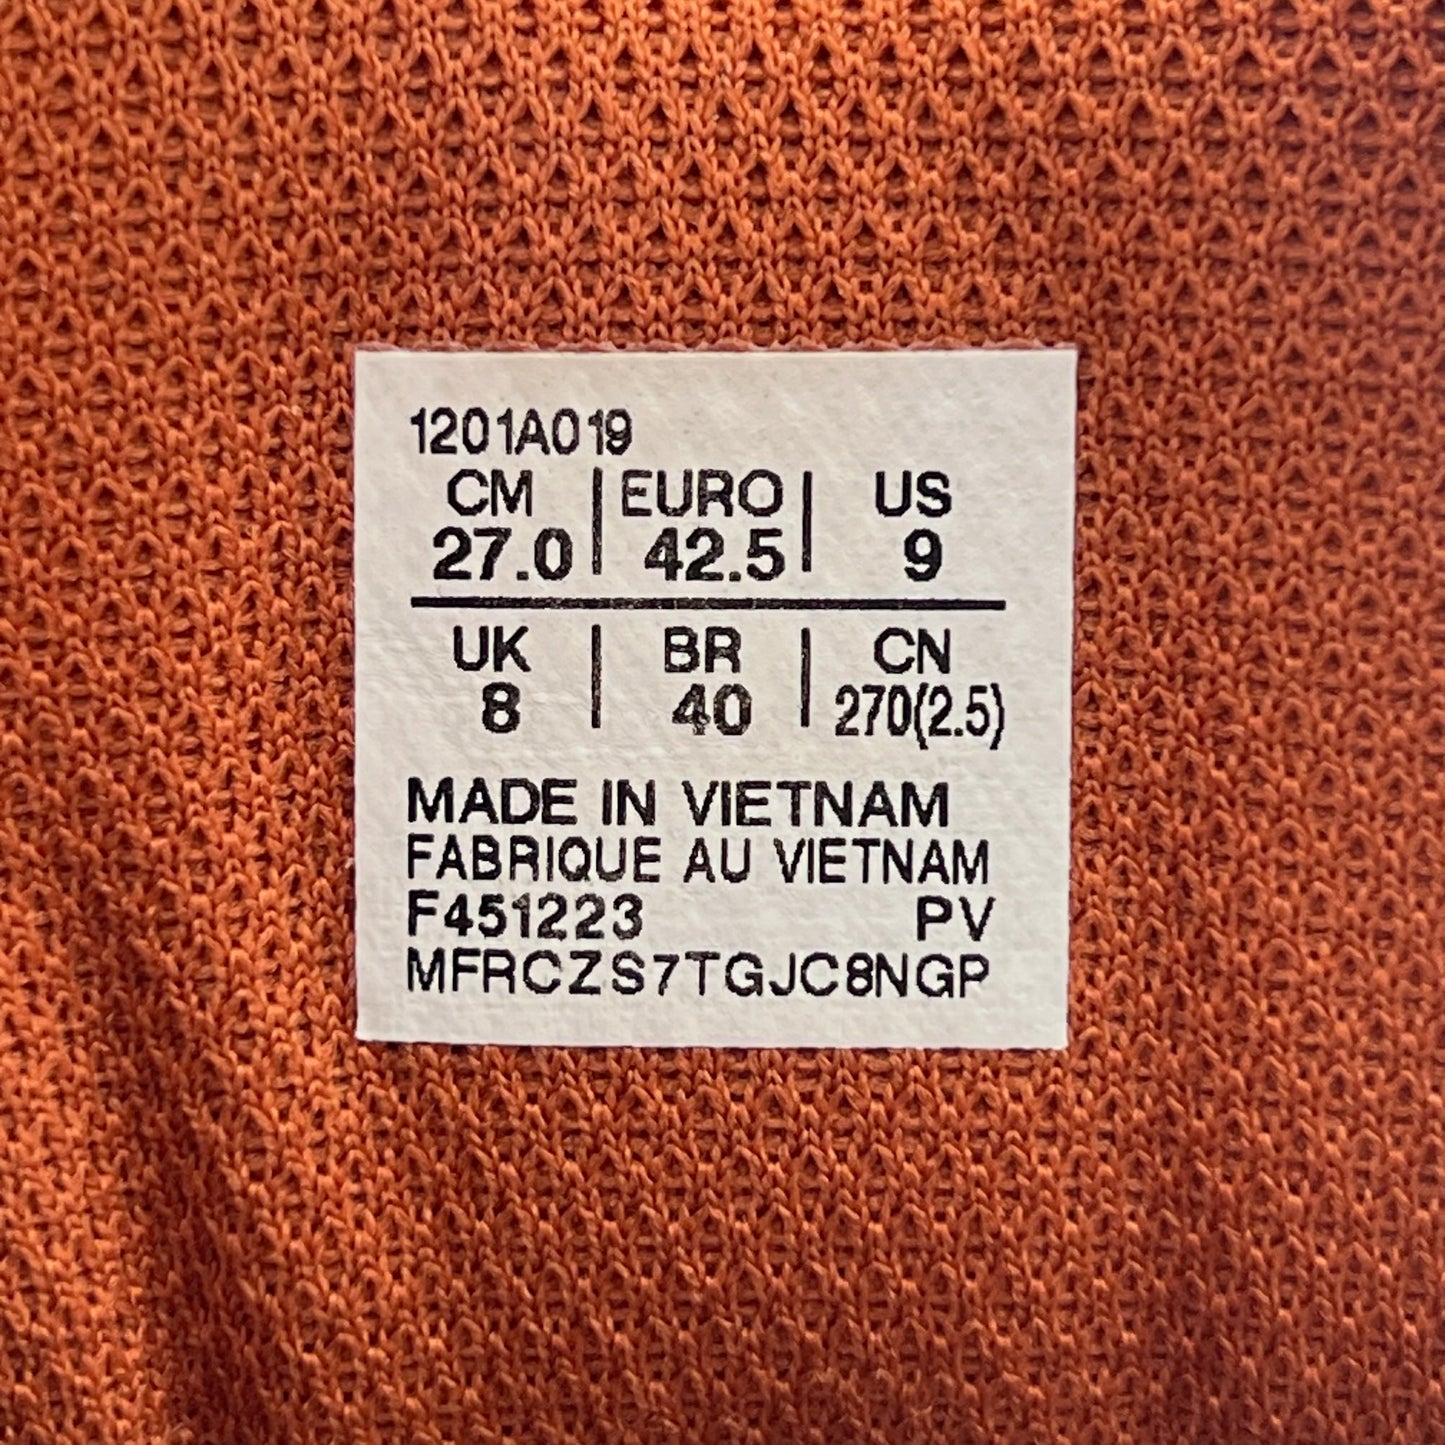 1201A019
CM | EURO | US
27.0 | 42.5 | 9
UK | BR | CN
8 | 40 | 270(2.5)
MADE IN VIETNAM
FABRIQUE AU VIETNAM
F451223 PV
MFRCZS7TGJC8NGP